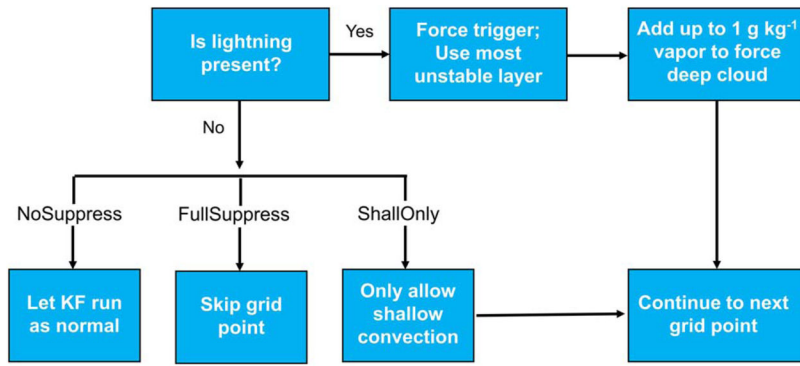 Is lightning
present?
Yes
Force trigger;
Use most
unstable layer
Add up to 1 g kg⁻¹
vapor to force
deep cloud
No
NoSuppress
FullSuppress
ShallOnly
Let KF run
as normal
Skip grid
point
Only allow
shallow
convection
Continue to next
grid point